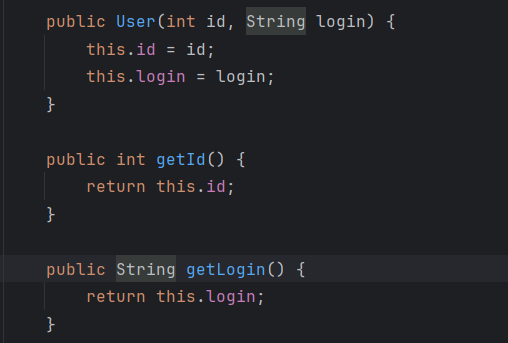 public User(int id, String login) {
this.id = id;
this.login = login;
}
public int getId() {
return this.id;
}
public String getLogin() {
return this.login;
}